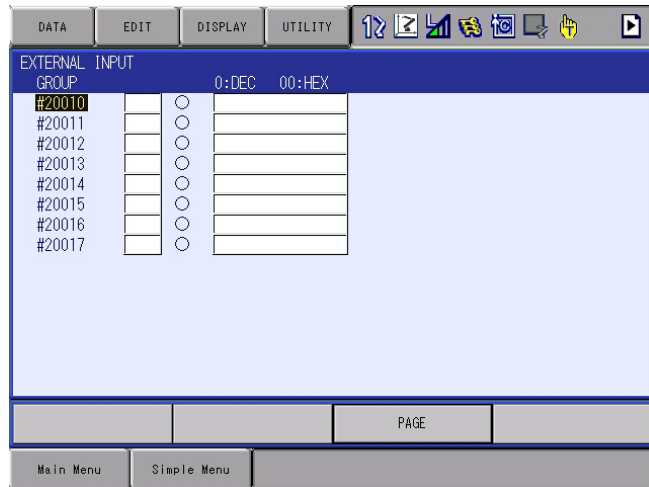 DATA EDIT DISPLAY UTILITY
EXTERNAL INPUT
GROUP 0:DEC 00:HEX
#20010
#20011
#20012
#20013
#20014
#20015
#20016
#20017
PAGE
Main Menu Simple Menu